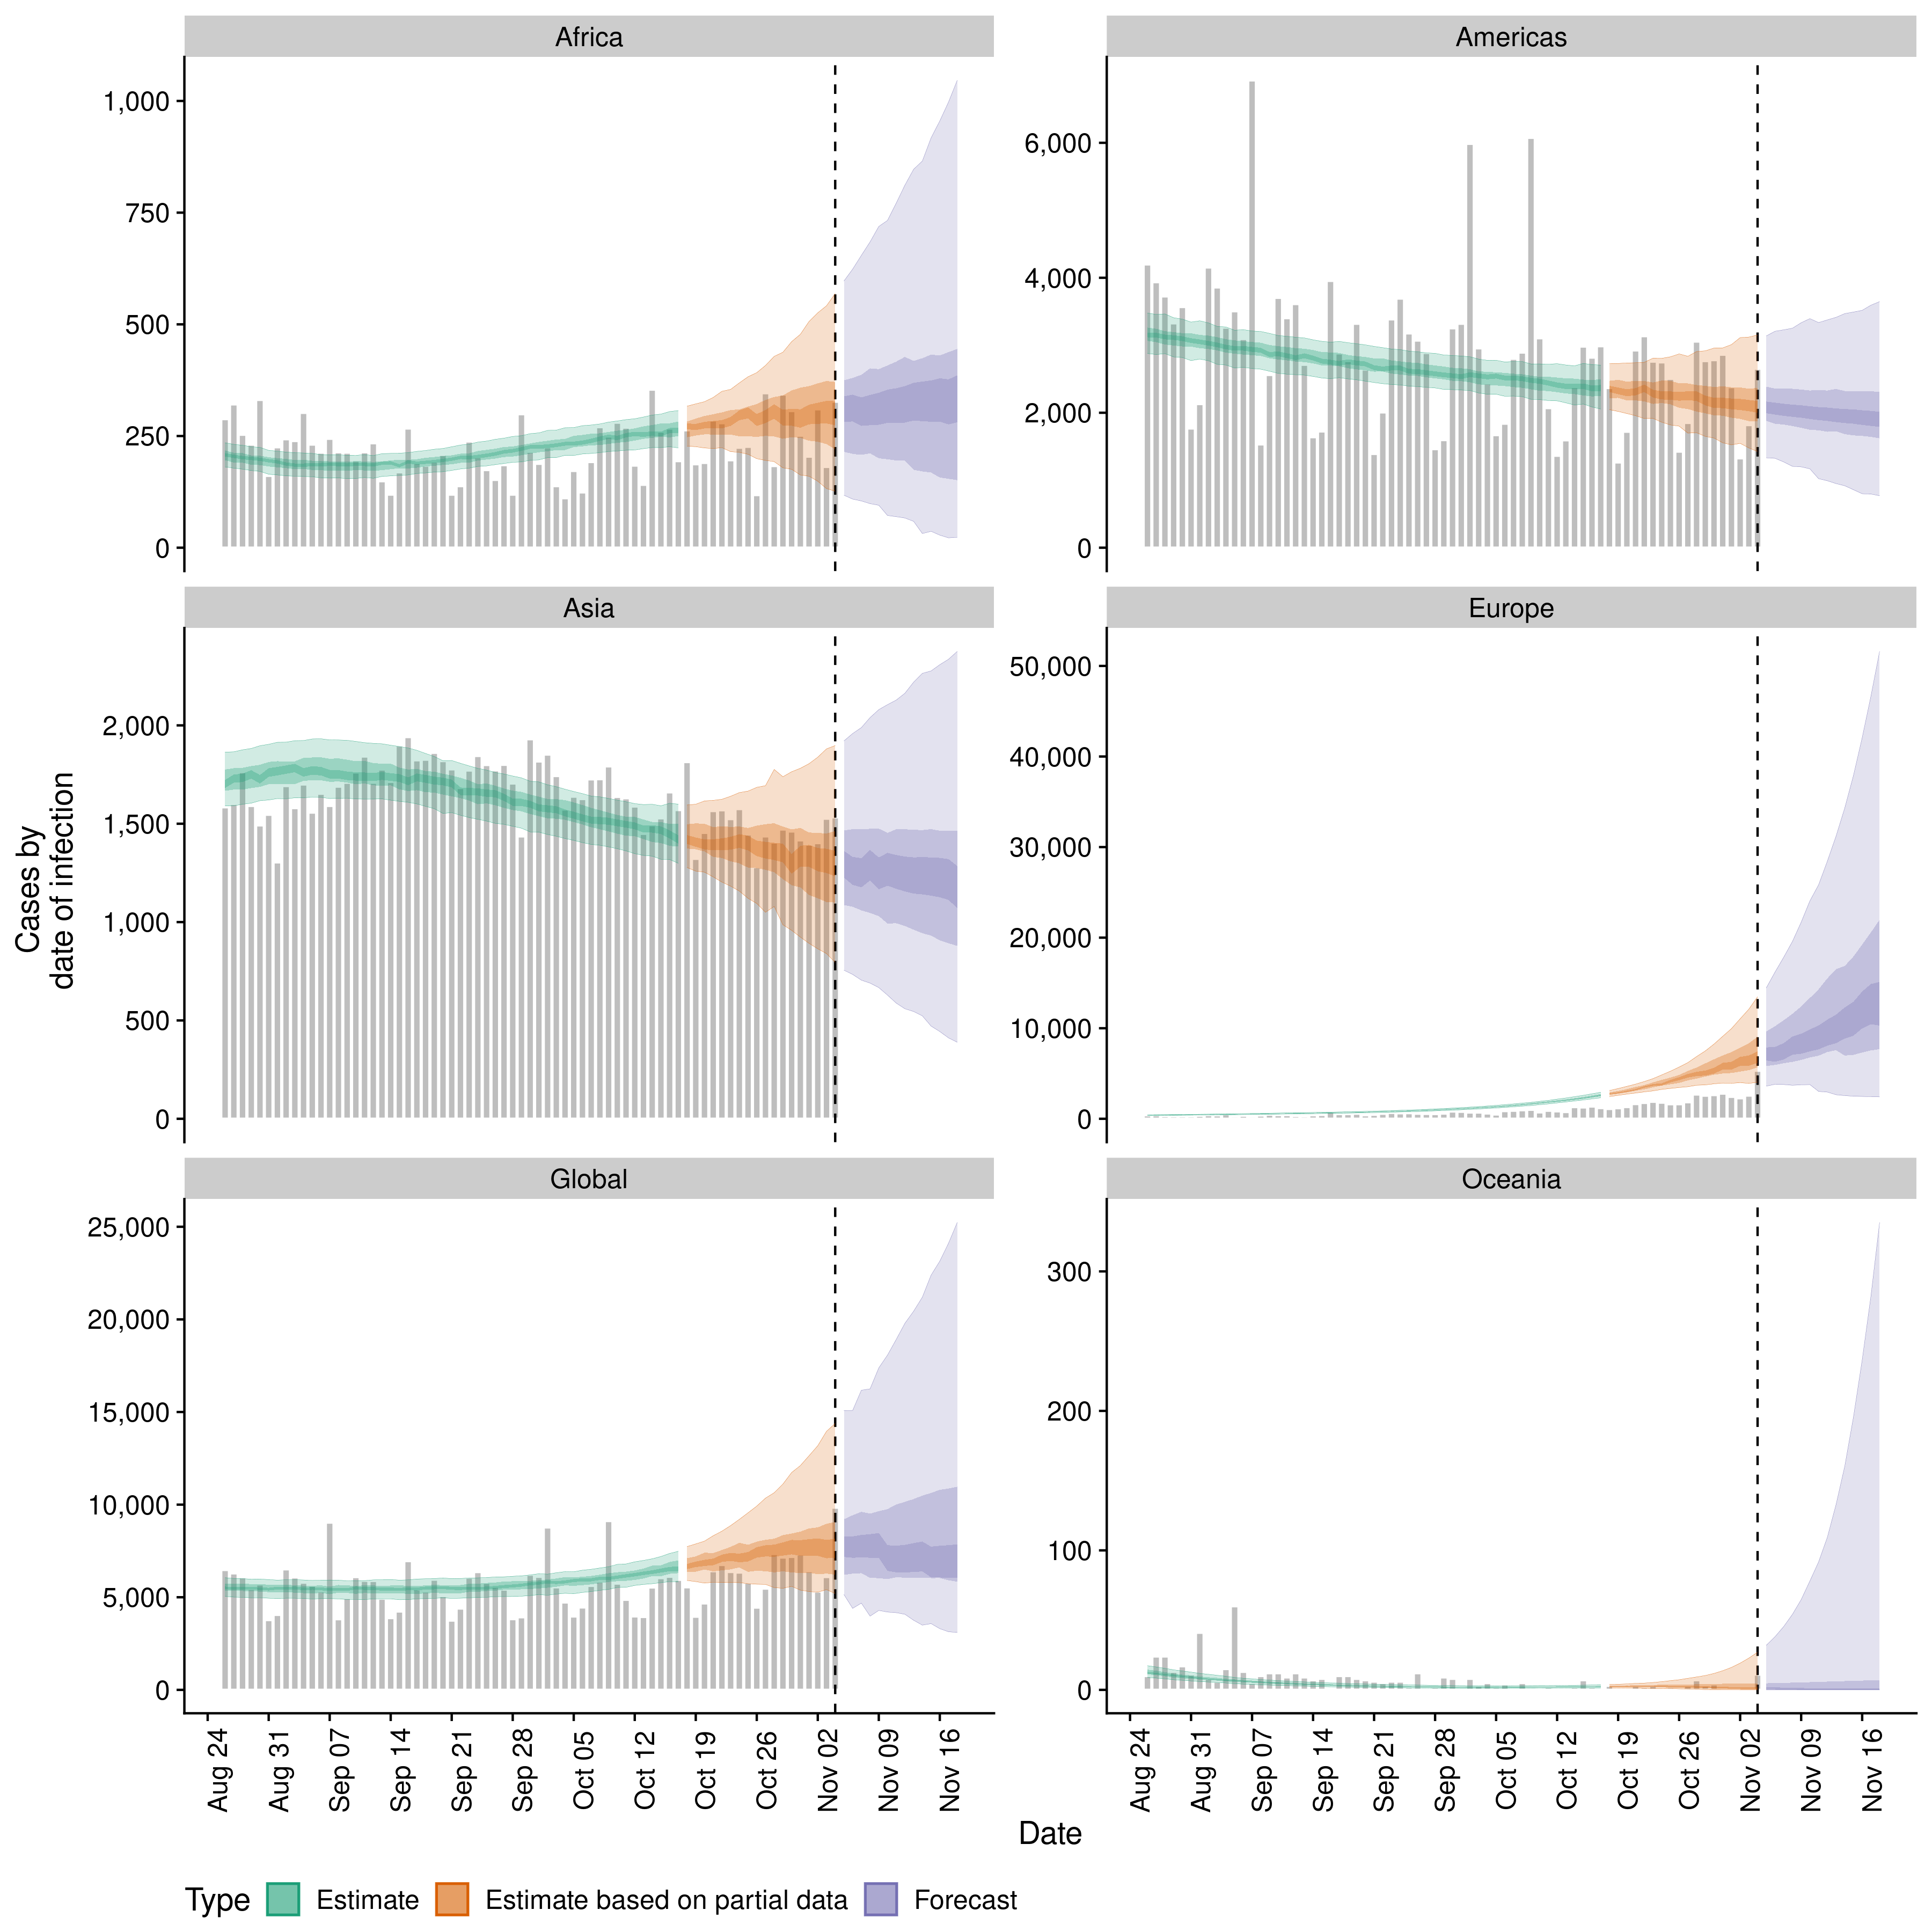 Africa
Americas
1,000
750
500
250
0
6,000
4,000
2,000
0
Asia
Europe
2,000
1,500
1,000
500
0
50,000
40,000
30,000
20,000
10,000
0
Cases by
date of infection
Global
Oceania
25,000
20,000
15,000
10,000
5,000
0
300
200
100
0
Aug 24 Aug 31 Sep 07 Sep 14 Sep 21 Sep 28 Oct 05 Oct 12 Oct 19 Oct 26 Nov 02 Nov 09 Nov 16
Aug 24 Aug 31 Sep 07 Sep 14 Sep 21 Sep 28 Oct 05 Oct 12 Oct 19 Oct 26 Nov 02 Nov 09 Nov 16
Date
Type Estimate Estimate based on partial data Forecast